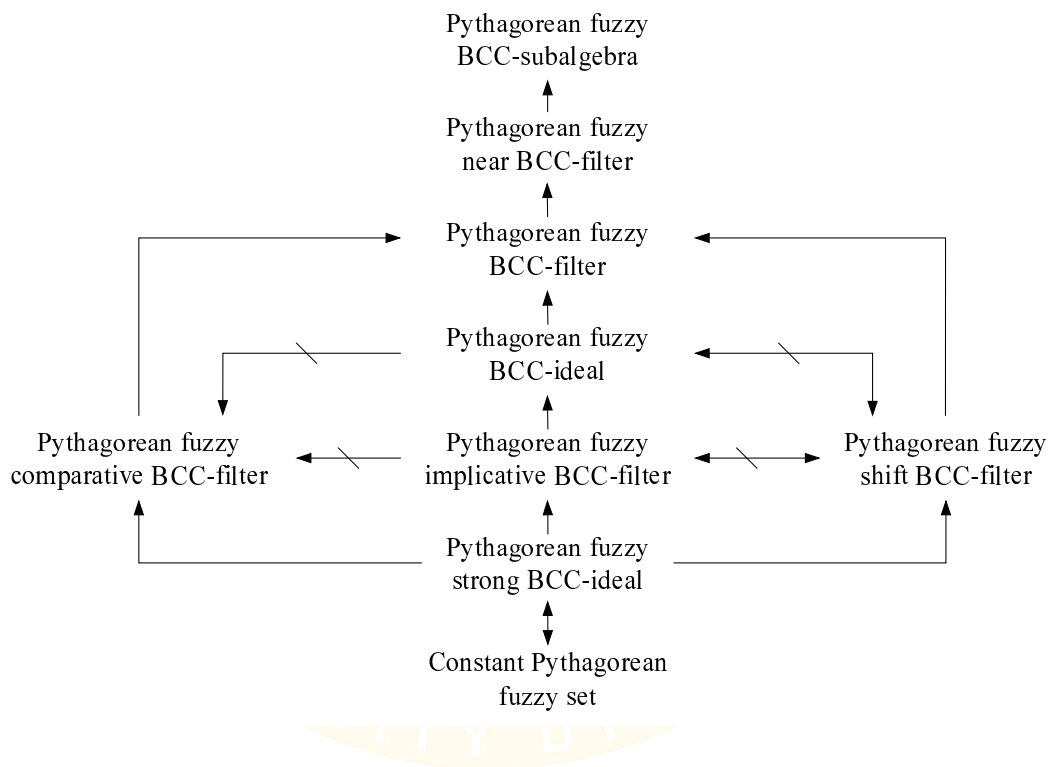 Pythagorean fuzzy
BCC-subalgebra
Pythagorean fuzzy
near BCC-filter
Pythagorean fuzzy
BCC-filter
Pythagorean fuzzy
BCC-ideal
Pythagorean fuzzy
comparative BCC-filter
Pythagorean fuzzy
implicative BCC-filter
Pythagorean fuzzy
shift BCC-filter
Pythagorean fuzzy
strong BCC-ideal
Constant Pythagorean
fuzzy set